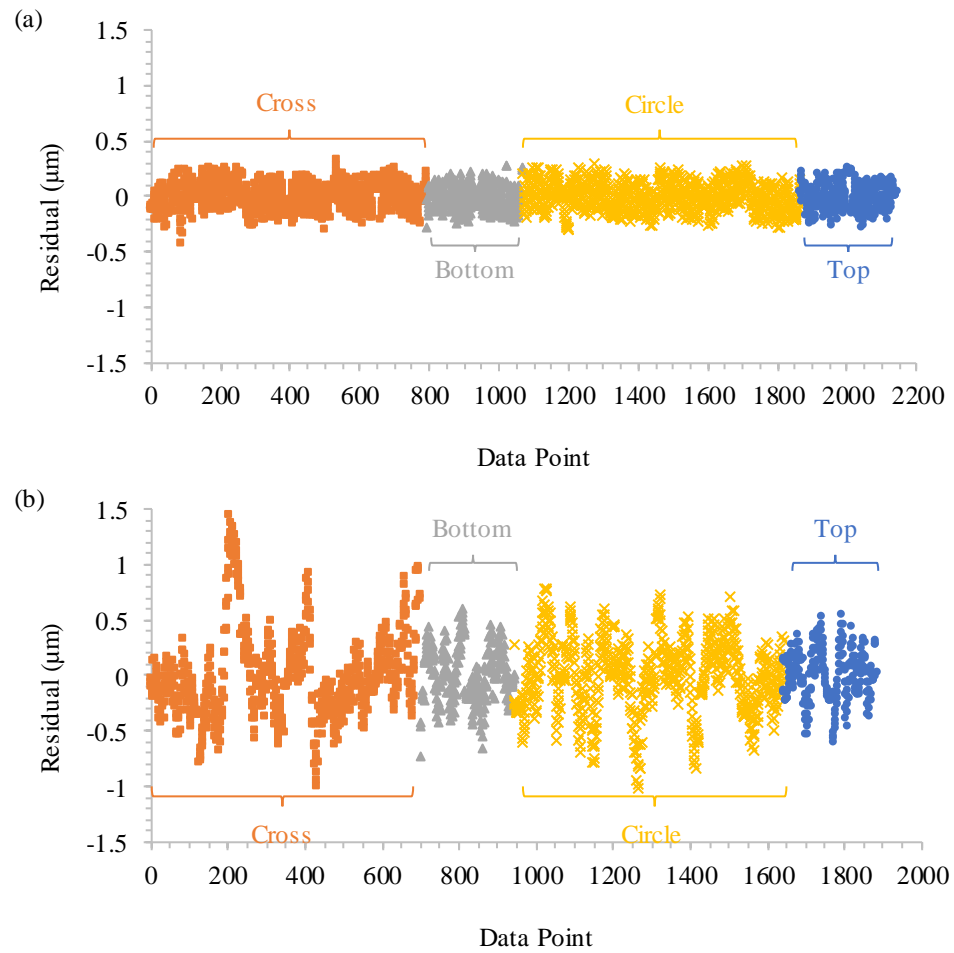 (a)
1.5
1
0.5
0
-0.5
-1
-1.5
Residual (μm)
Cross
Circle
Bottom
Top
0 200 400 600 800 1000 1200 1400 1600 1800 2000 2200
Data Point
(b)
1.5
1
0.5
0
-0.5
-1
-1.5
Residual (μm)
Bottom
Top
Cross
Circle
0 200 400 600 800 1000 1200 1400 1600 1800 2000
Data Point